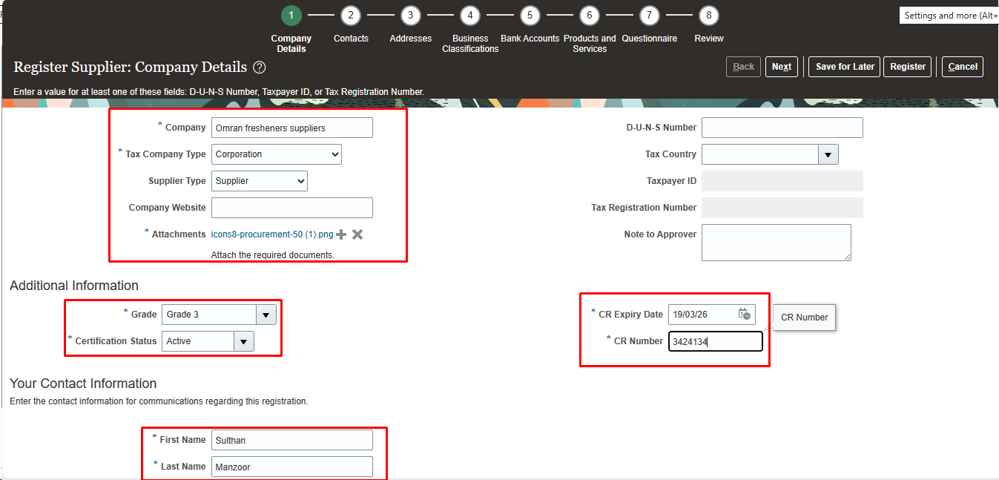 1 2 3 4 5 6 7 8
Company Details Contacts Addresses Business Classifications Bank Accounts Products and Services Questionnaire Review
Settings and more (Alt+
Register Supplier: Company Details ?
Back Next Save for Later Register Cancel
Enter a value for at least one of these fields: D-U-N-S Number, Taxpayer ID, or Tax Registration Number.
* Company Omran fresheners suppliers
* Tax Company Type Corporation
Supplier Type Supplier
Company Website
* Attachments icons8-procurement-50 (1).png
Attach the required documents.
D-U-N-S Number
Tax Country
Taxpayer ID
Tax Registration Number
Note to Approver
Additional Information
* Grade Grade 3
* Certification Status Active
* CR Expiry Date 19/03/26
* CR Number 3424134
CR Number
Your Contact Information
Enter the contact information for communications regarding this registration.
* First Name Sulthan
* Last Name Manzoor